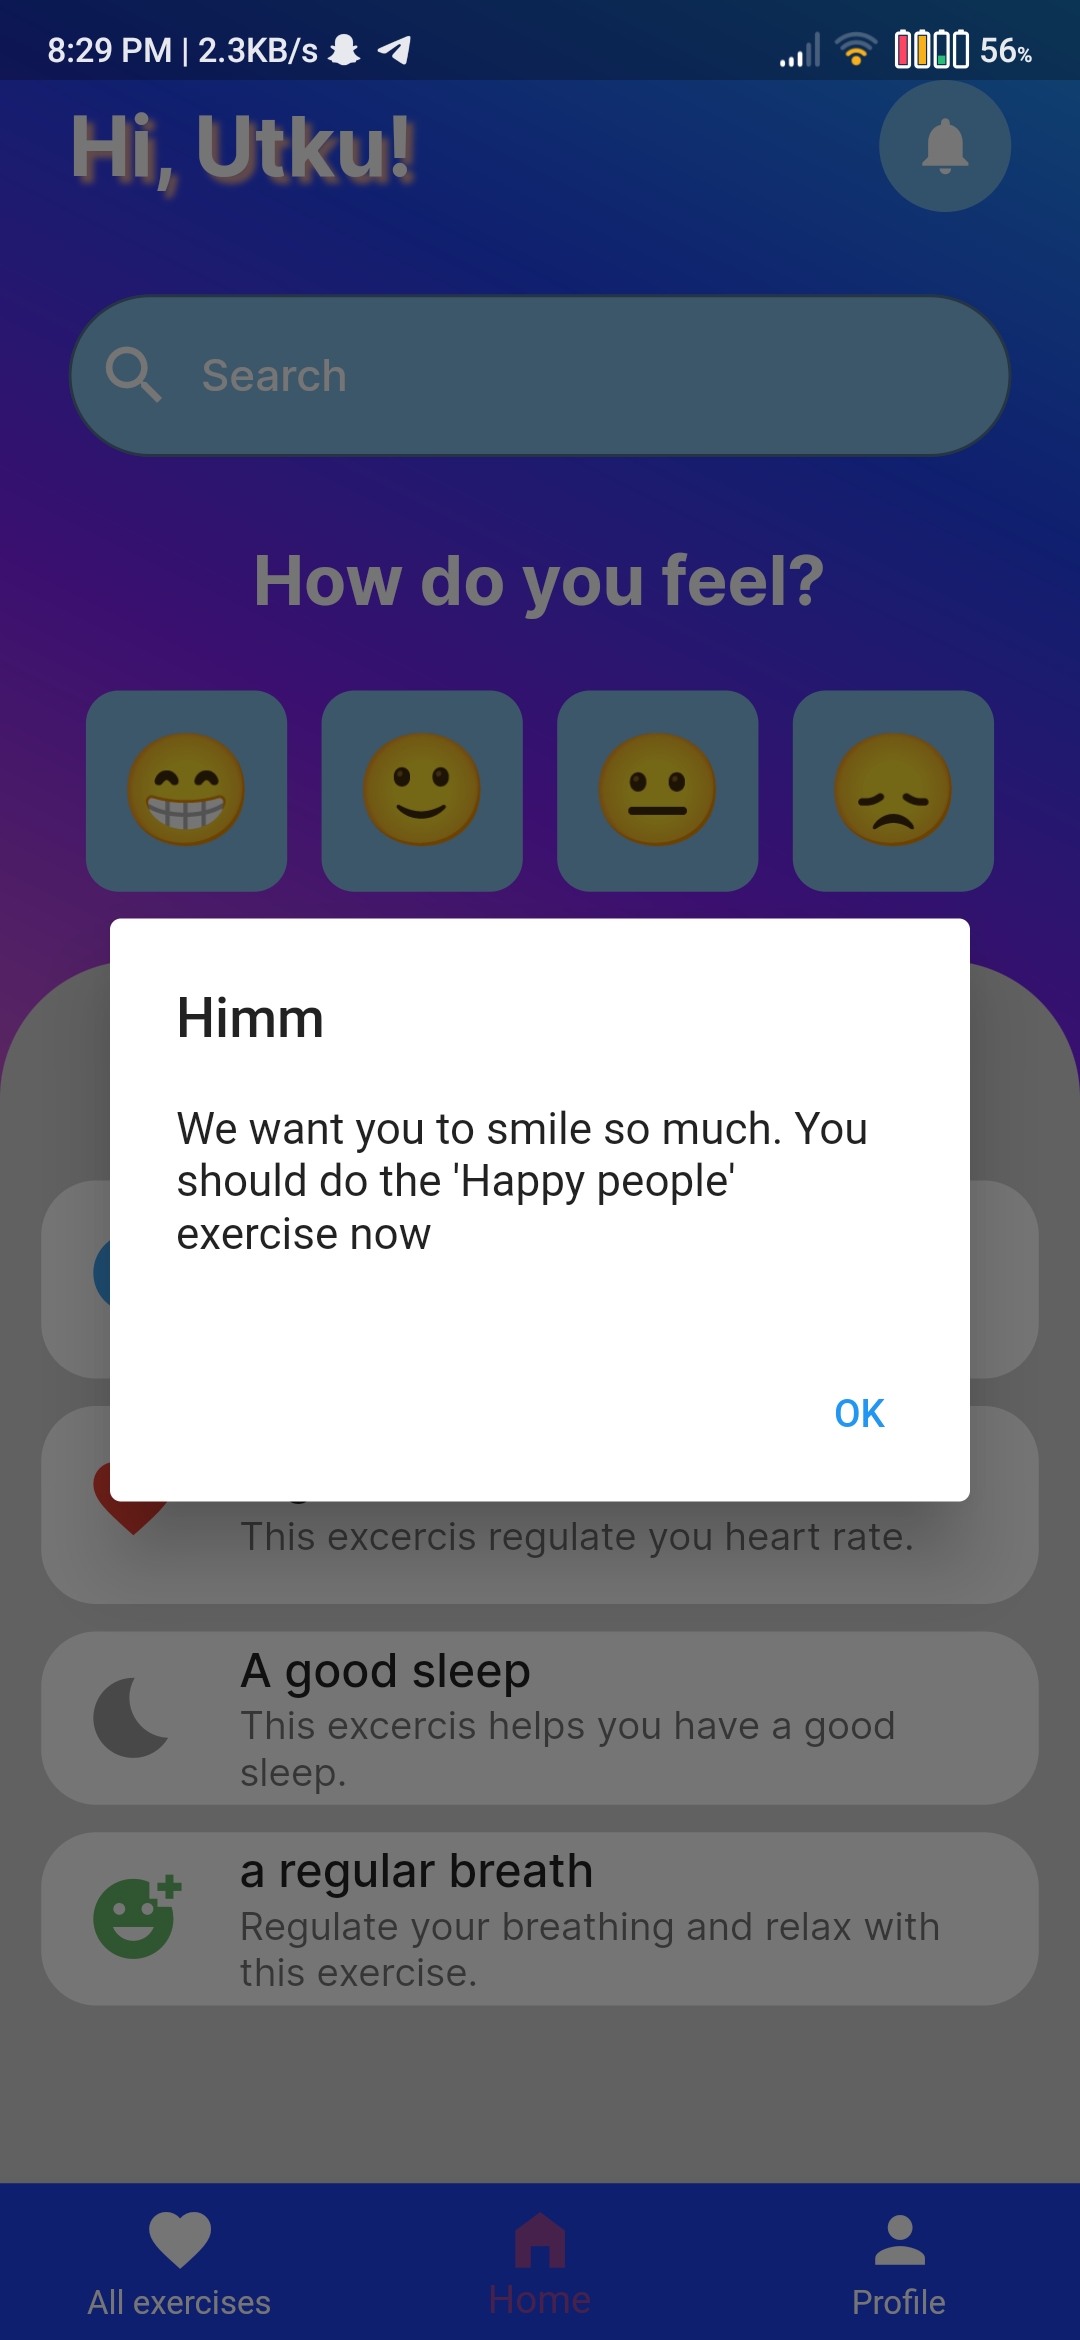 8:29 PM | 2.3KB/s
56%
Hi, Utku!
Search
How do you feel?
Himm
We want you to smile so much. You
should do the 'Happy people'
exercise now
OK
This excercis regulate you heart rate.
A good sleep
This excercis helps you have a good
sleep.
a regular breath
Regulate your breathing and relax with
this exercise.
All exercises
Home
Profile